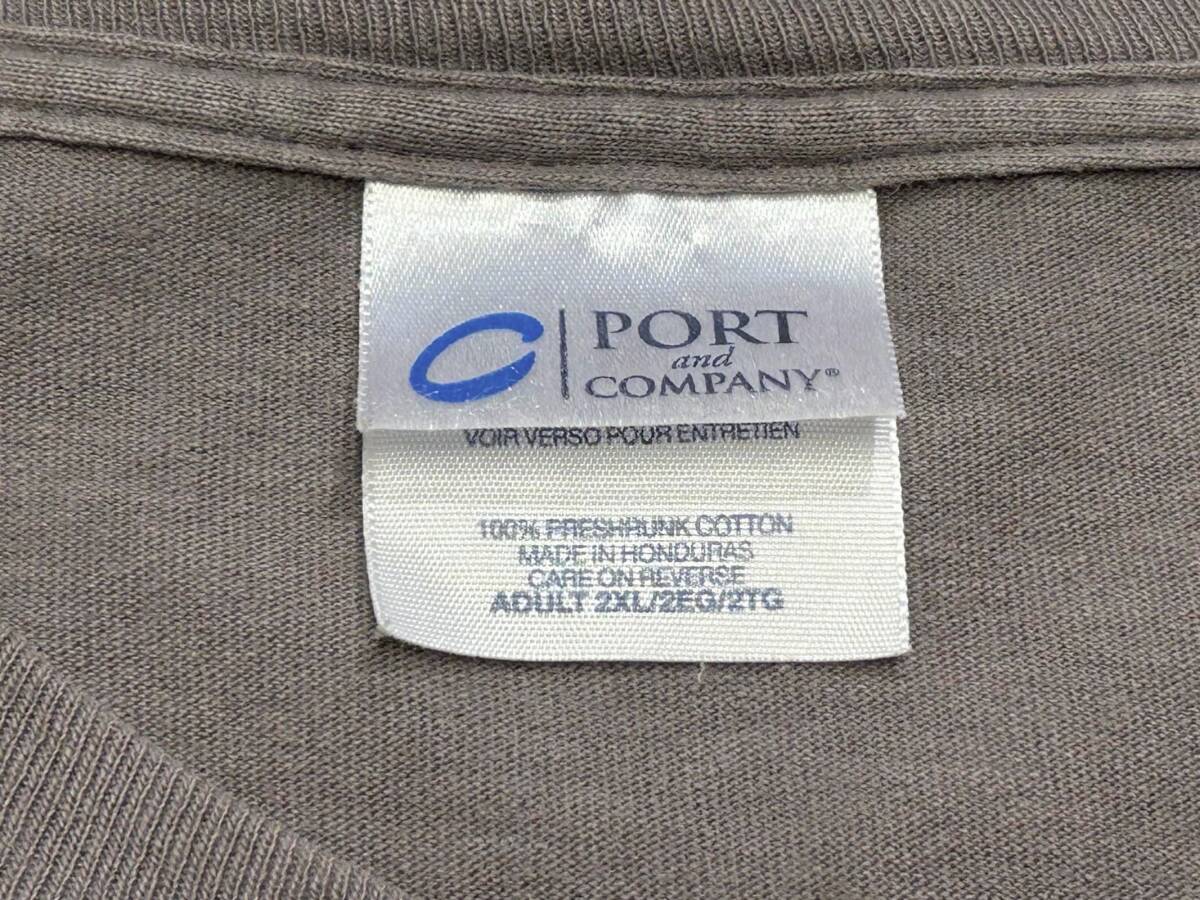 PORT
and
COMPANY®
VOIR VERSO POUR ENTRETIEN
100% PRESHRUNK COTTON
MADE IN HONDURAS
CARE ON REVERSE
ADULT 2XL/2EG/2TG